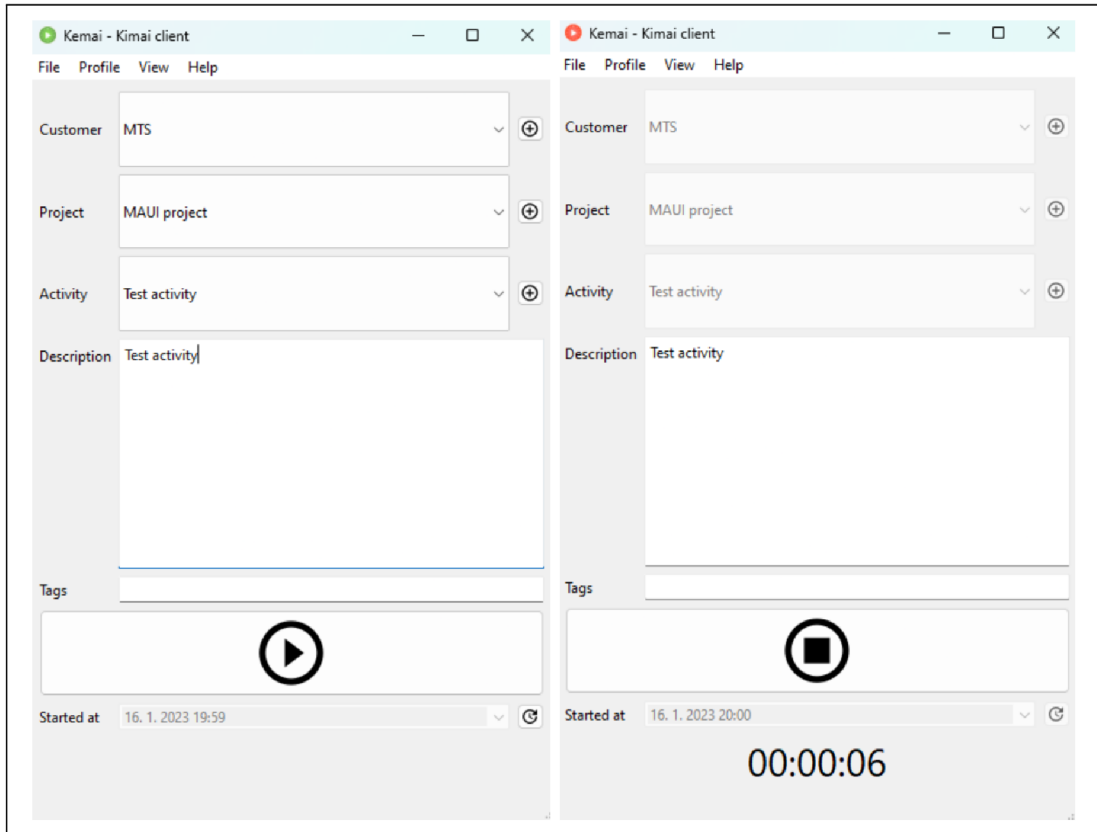 Kemai - Kimai client
File Profile View Help
Customer MTS
Project MAUI project
Activity Test activity
Description Test activity
Tags
Started at 16. 1. 2023 19:59
Kemai - Kimai client
File Profile View Help
Customer MTS
Project MAUI project
Activity Test activity
Description Test activity
Tags
Started at 16. 1. 2023 20:00
00:00:06